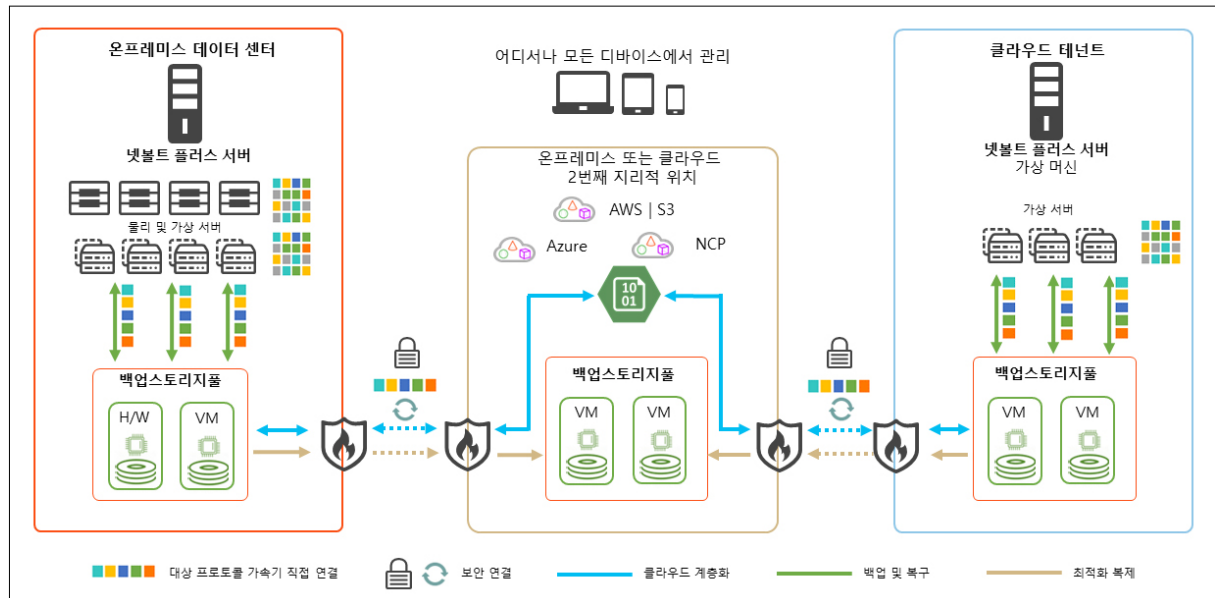 온프레미스 데이터 센터
넷볼트 플러스 서버
물리 및 가상 서버
백업스토리지풀
H/W
VM
어디서나 모든 디바이스에서 관리
온프레미스 또는 클라우드
2번째 지리적 위치
AWS | S3
Azure
NCP
10
01
백업스토리지풀
VM
VM
클라우드 테넌트
넷볼트 플러스 서버
가상 머신
가상 서버
백업스토리지풀
VM
VM
대상 프로토콜 가속기 직접 연결
보안 연결
클라우드 계층화
백업 및 복구
최적화 복제